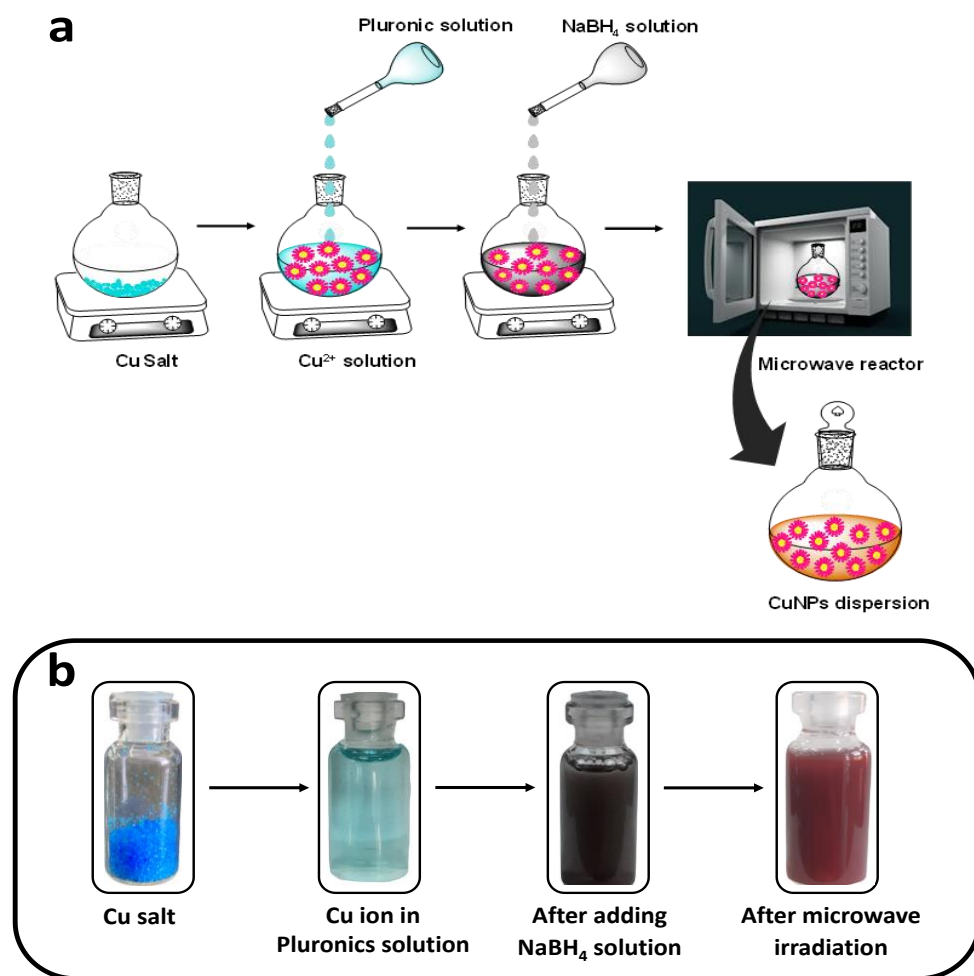 a
Pluronic solution
NaBH₄ solution
Cu Salt
Cu²⁺ solution
Microwave reactor
CuNPs dispersion
b
Cu salt
Cu ion in
Pluronics solution
After adding
NaBH₄ solution
After microwave
irradiation